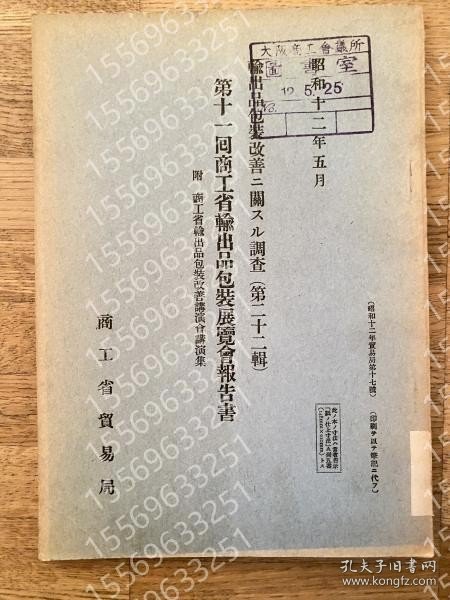 昭和十二年五月
輸出品包裝改善ニ關スル調査(第二十二輯)
第十一回商工省輸出品包裝展覽會報告書
附 商工省輸出品包裝改善講演會講演集
商工省貿易局
(昭和十二年貿易局第十七號)
(印刷ヲ以テ謄寫ニ代フ)
大阪商工會議所
圖書室
12.5.25
No.
15569633251
孔夫子旧书网
www.kongfz.com